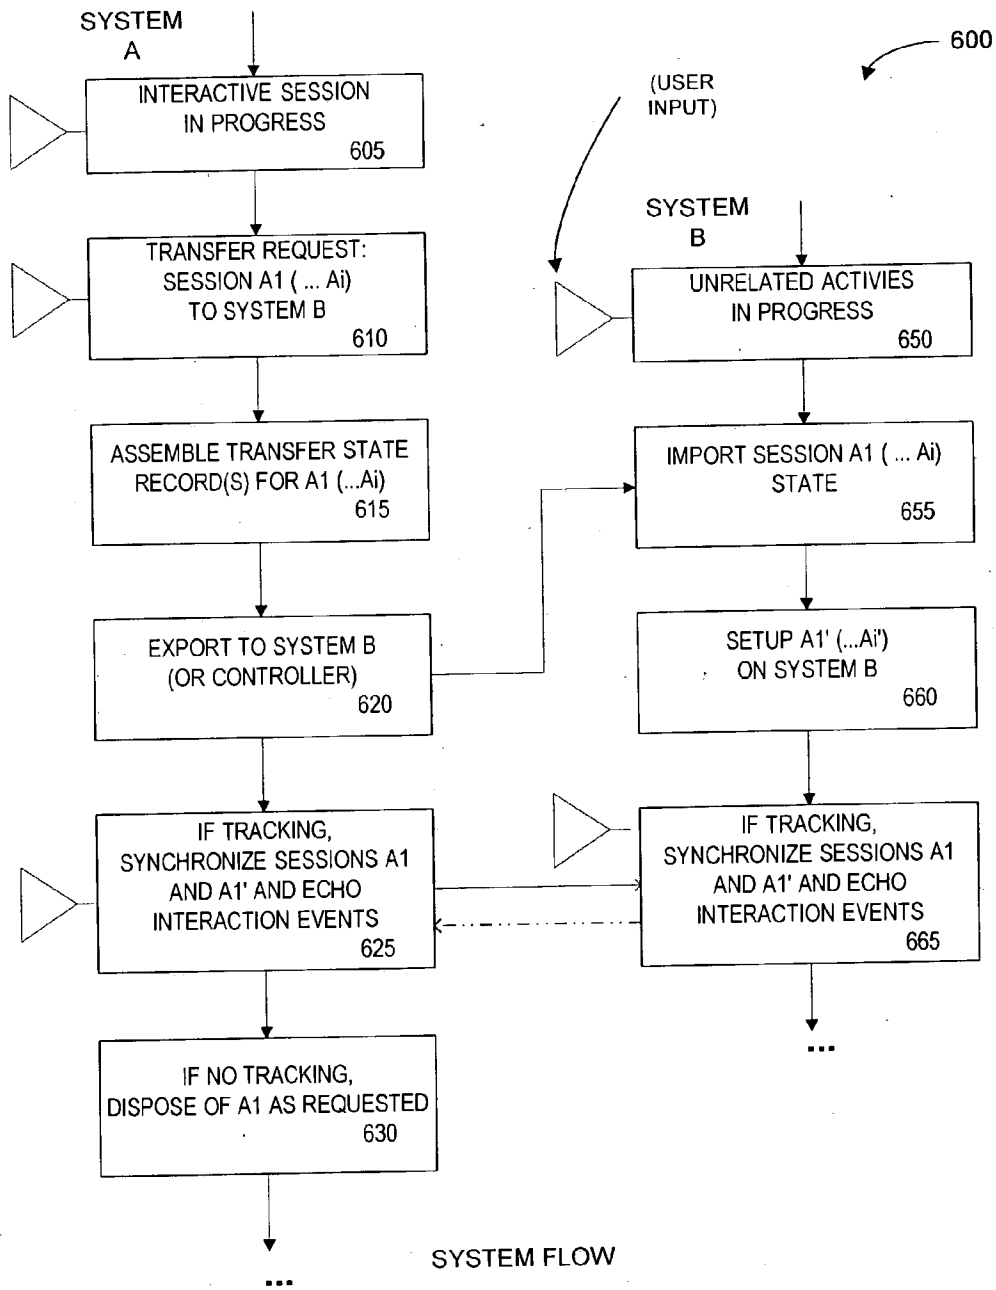 SYSTEM
A
600
INTERACTIVE SESSION
IN PROGRESS
605
(USER
INPUT)
TRANSFER REQUEST:
SESSION A1 ( ... Ai)
TO SYSTEM B
610
SYSTEM
B
UNRELATED ACTIVIES
IN PROGRESS
650
ASSEMBLE TRANSFER STATE
RECORD(S) FOR A1 (...Ai)
615
IMPORT SESSION A1 ( ... Ai)
STATE
655
EXPORT TO SYSTEM B
(OR CONTROLLER)
620
SETUP A1' (...Ai')
ON SYSTEM B
660
IF TRACKING,
SYNCHRONIZE SESSIONS A1
AND A1' AND ECHO
INTERACTION EVENTS
625
IF TRACKING,
SYNCHRONIZE SESSIONS A1
AND A1' AND ECHO
INTERACTION EVENTS
665
...
IF NO TRACKING,
DISPOSE OF A1 AS REQUESTED
630
...
SYSTEM FLOW